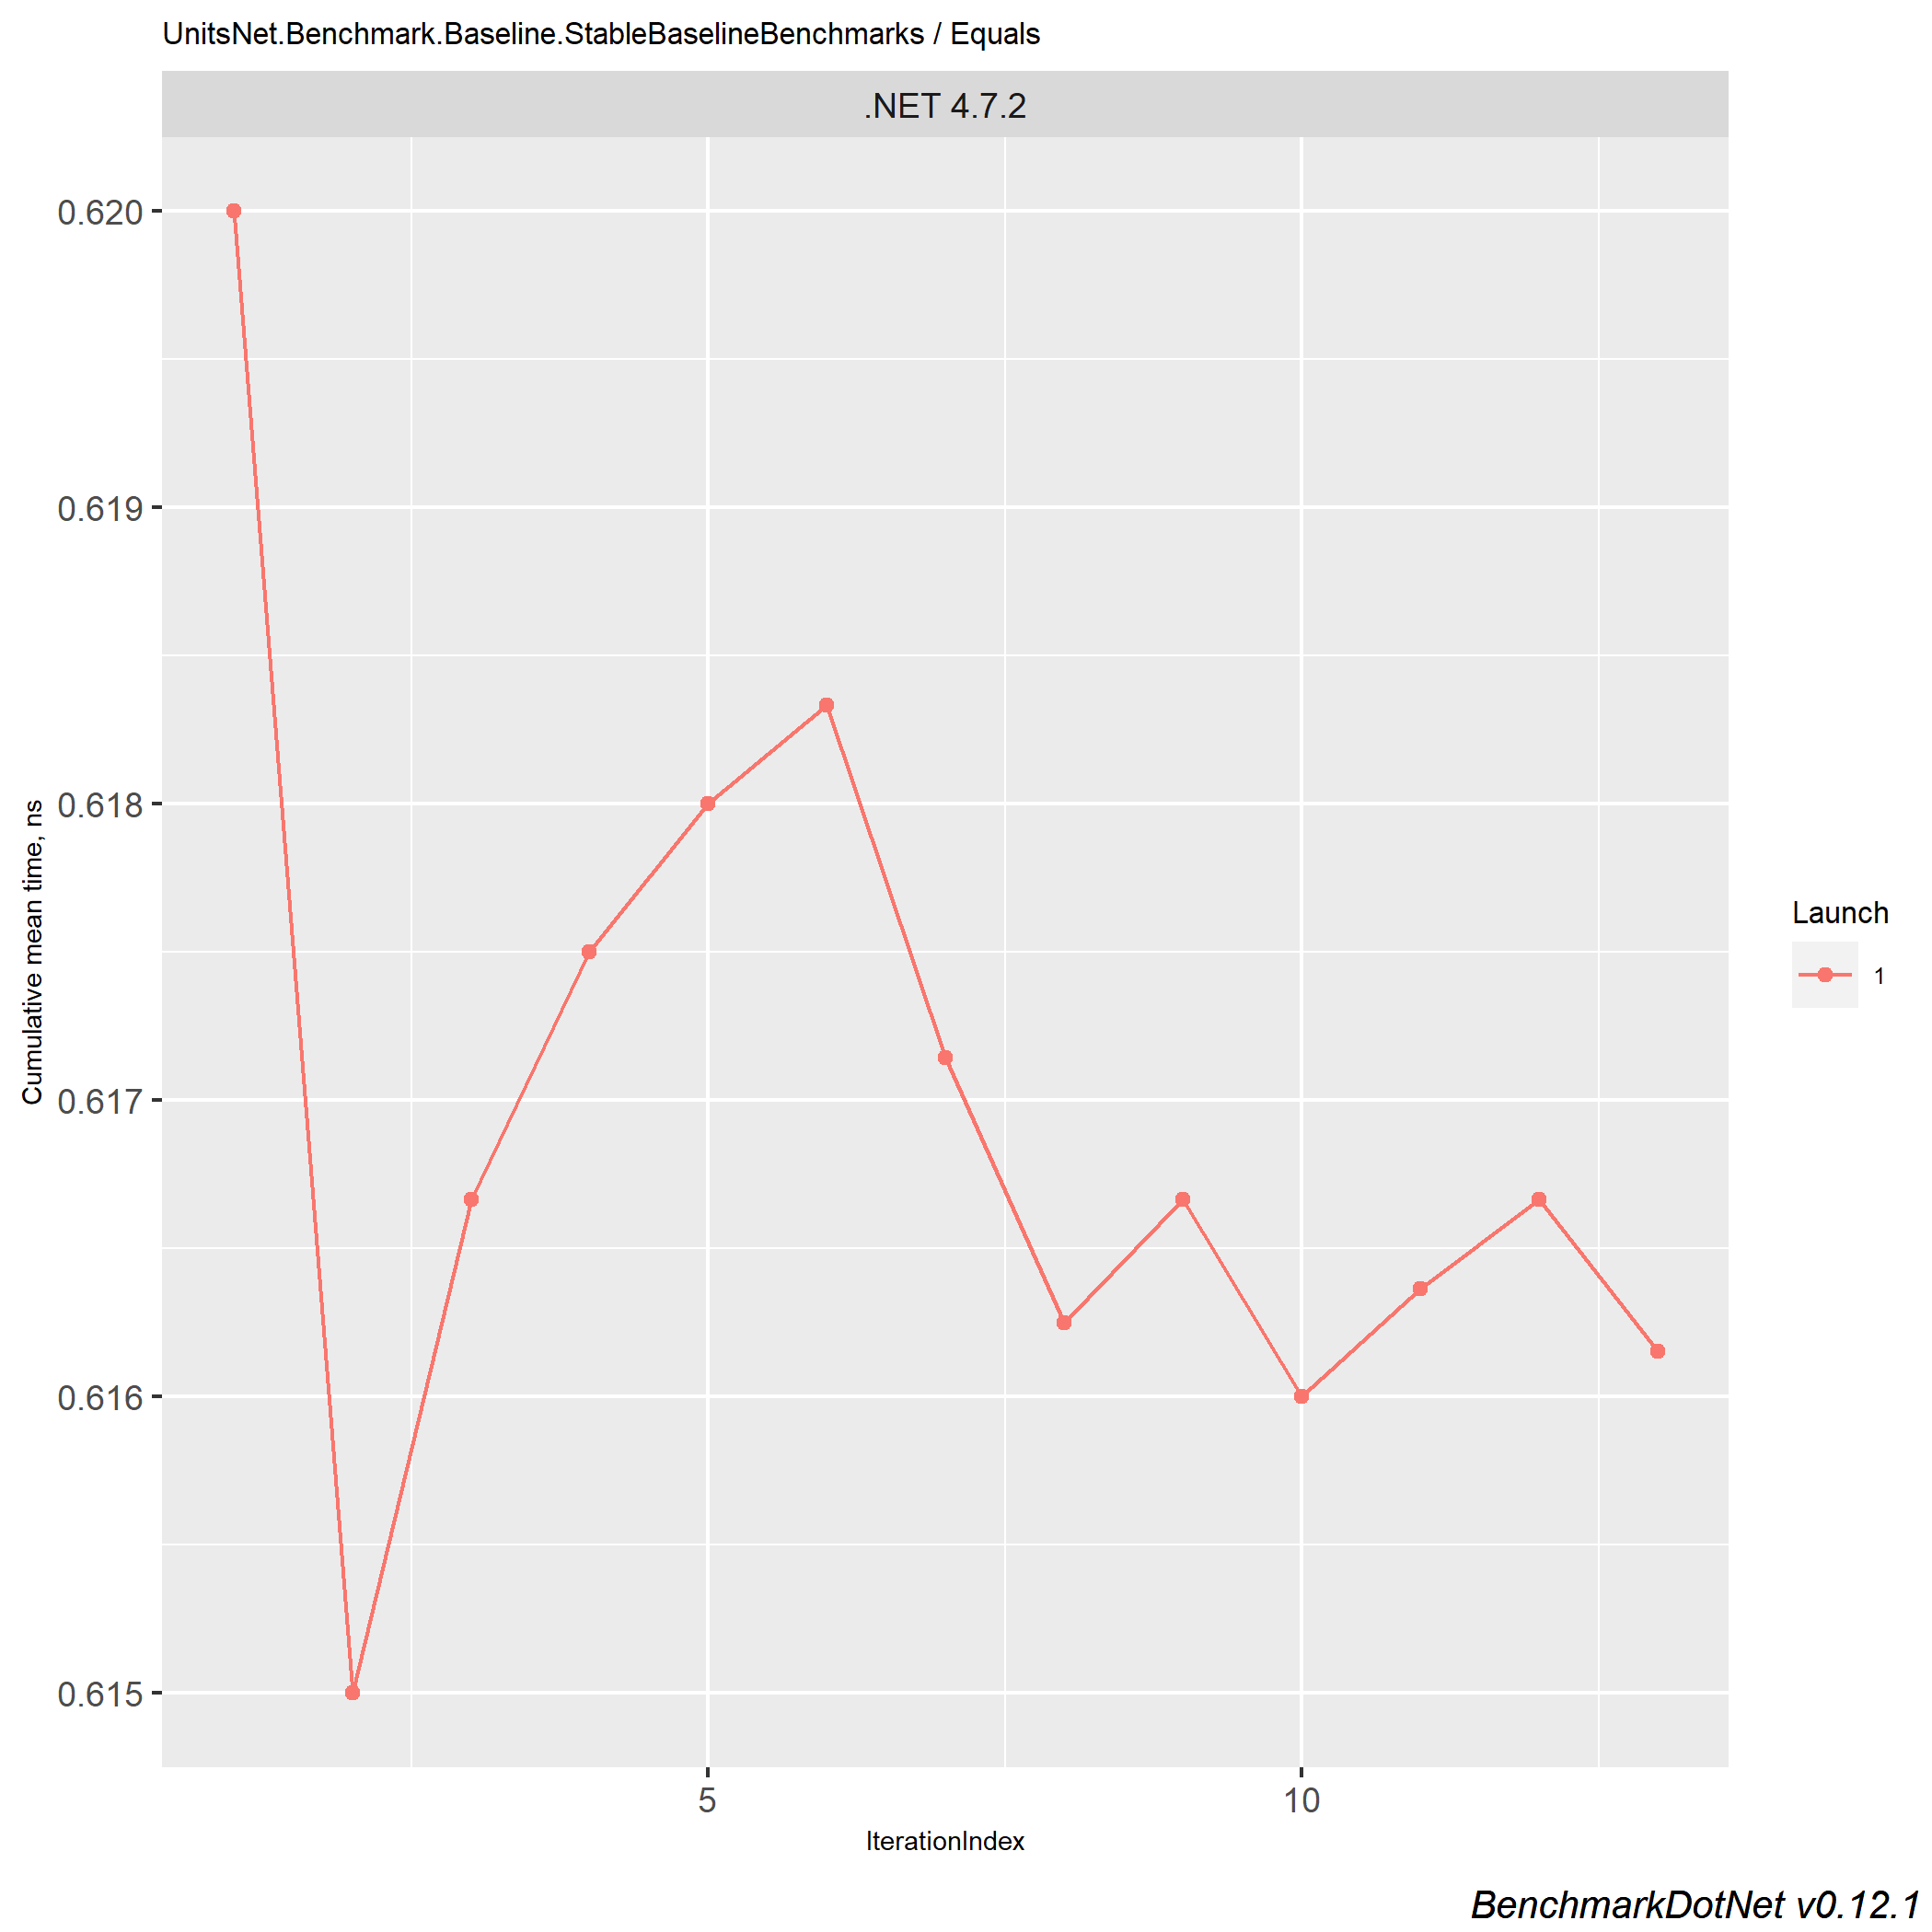 UnitsNet.Benchmark.Baseline.StableBaselineBenchmarks / Equals
.NET 4.7.2
0.620
0.619
0.618
0.617
0.616
0.615
Cumulative mean time, ns
5
10
IterationIndex
Launch
1
BenchmarkDotNet v0.12.1